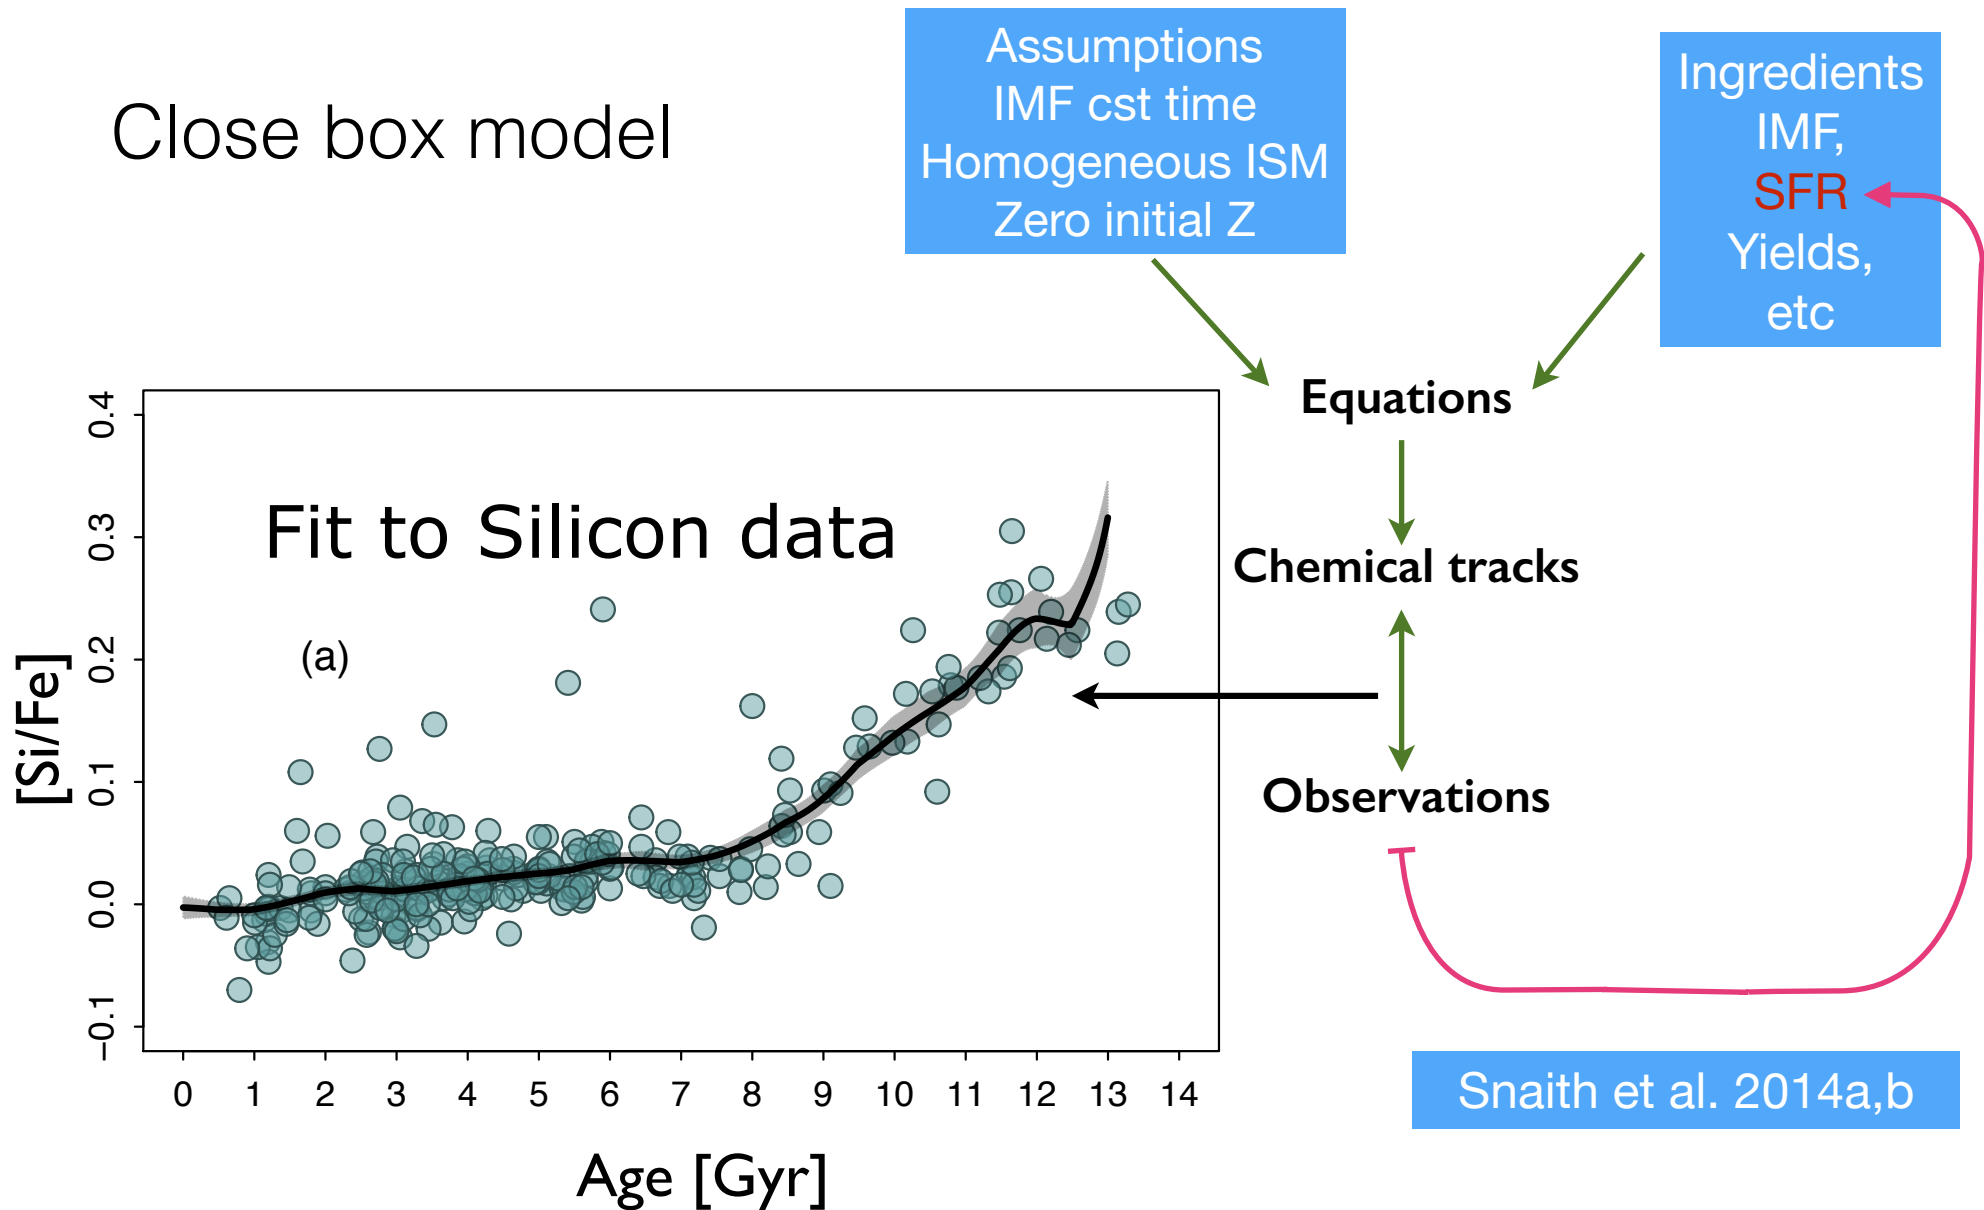 Close box model
Assumptions
IMF cst time
Homogeneous ISM
Zero initial Z
Ingredients
IMF,
SFR
Yields,
etc
Equations
Chemical tracks
Observations
Fit to Silicon data
(a)
[Si/Fe]
0.4
0.3
0.2
0.1
0.0
−0.1
0 1 2 3 4 5 6 7 8 9 10 11 12 13 14
Age [Gyr]
Snaith et al. 2014a,b